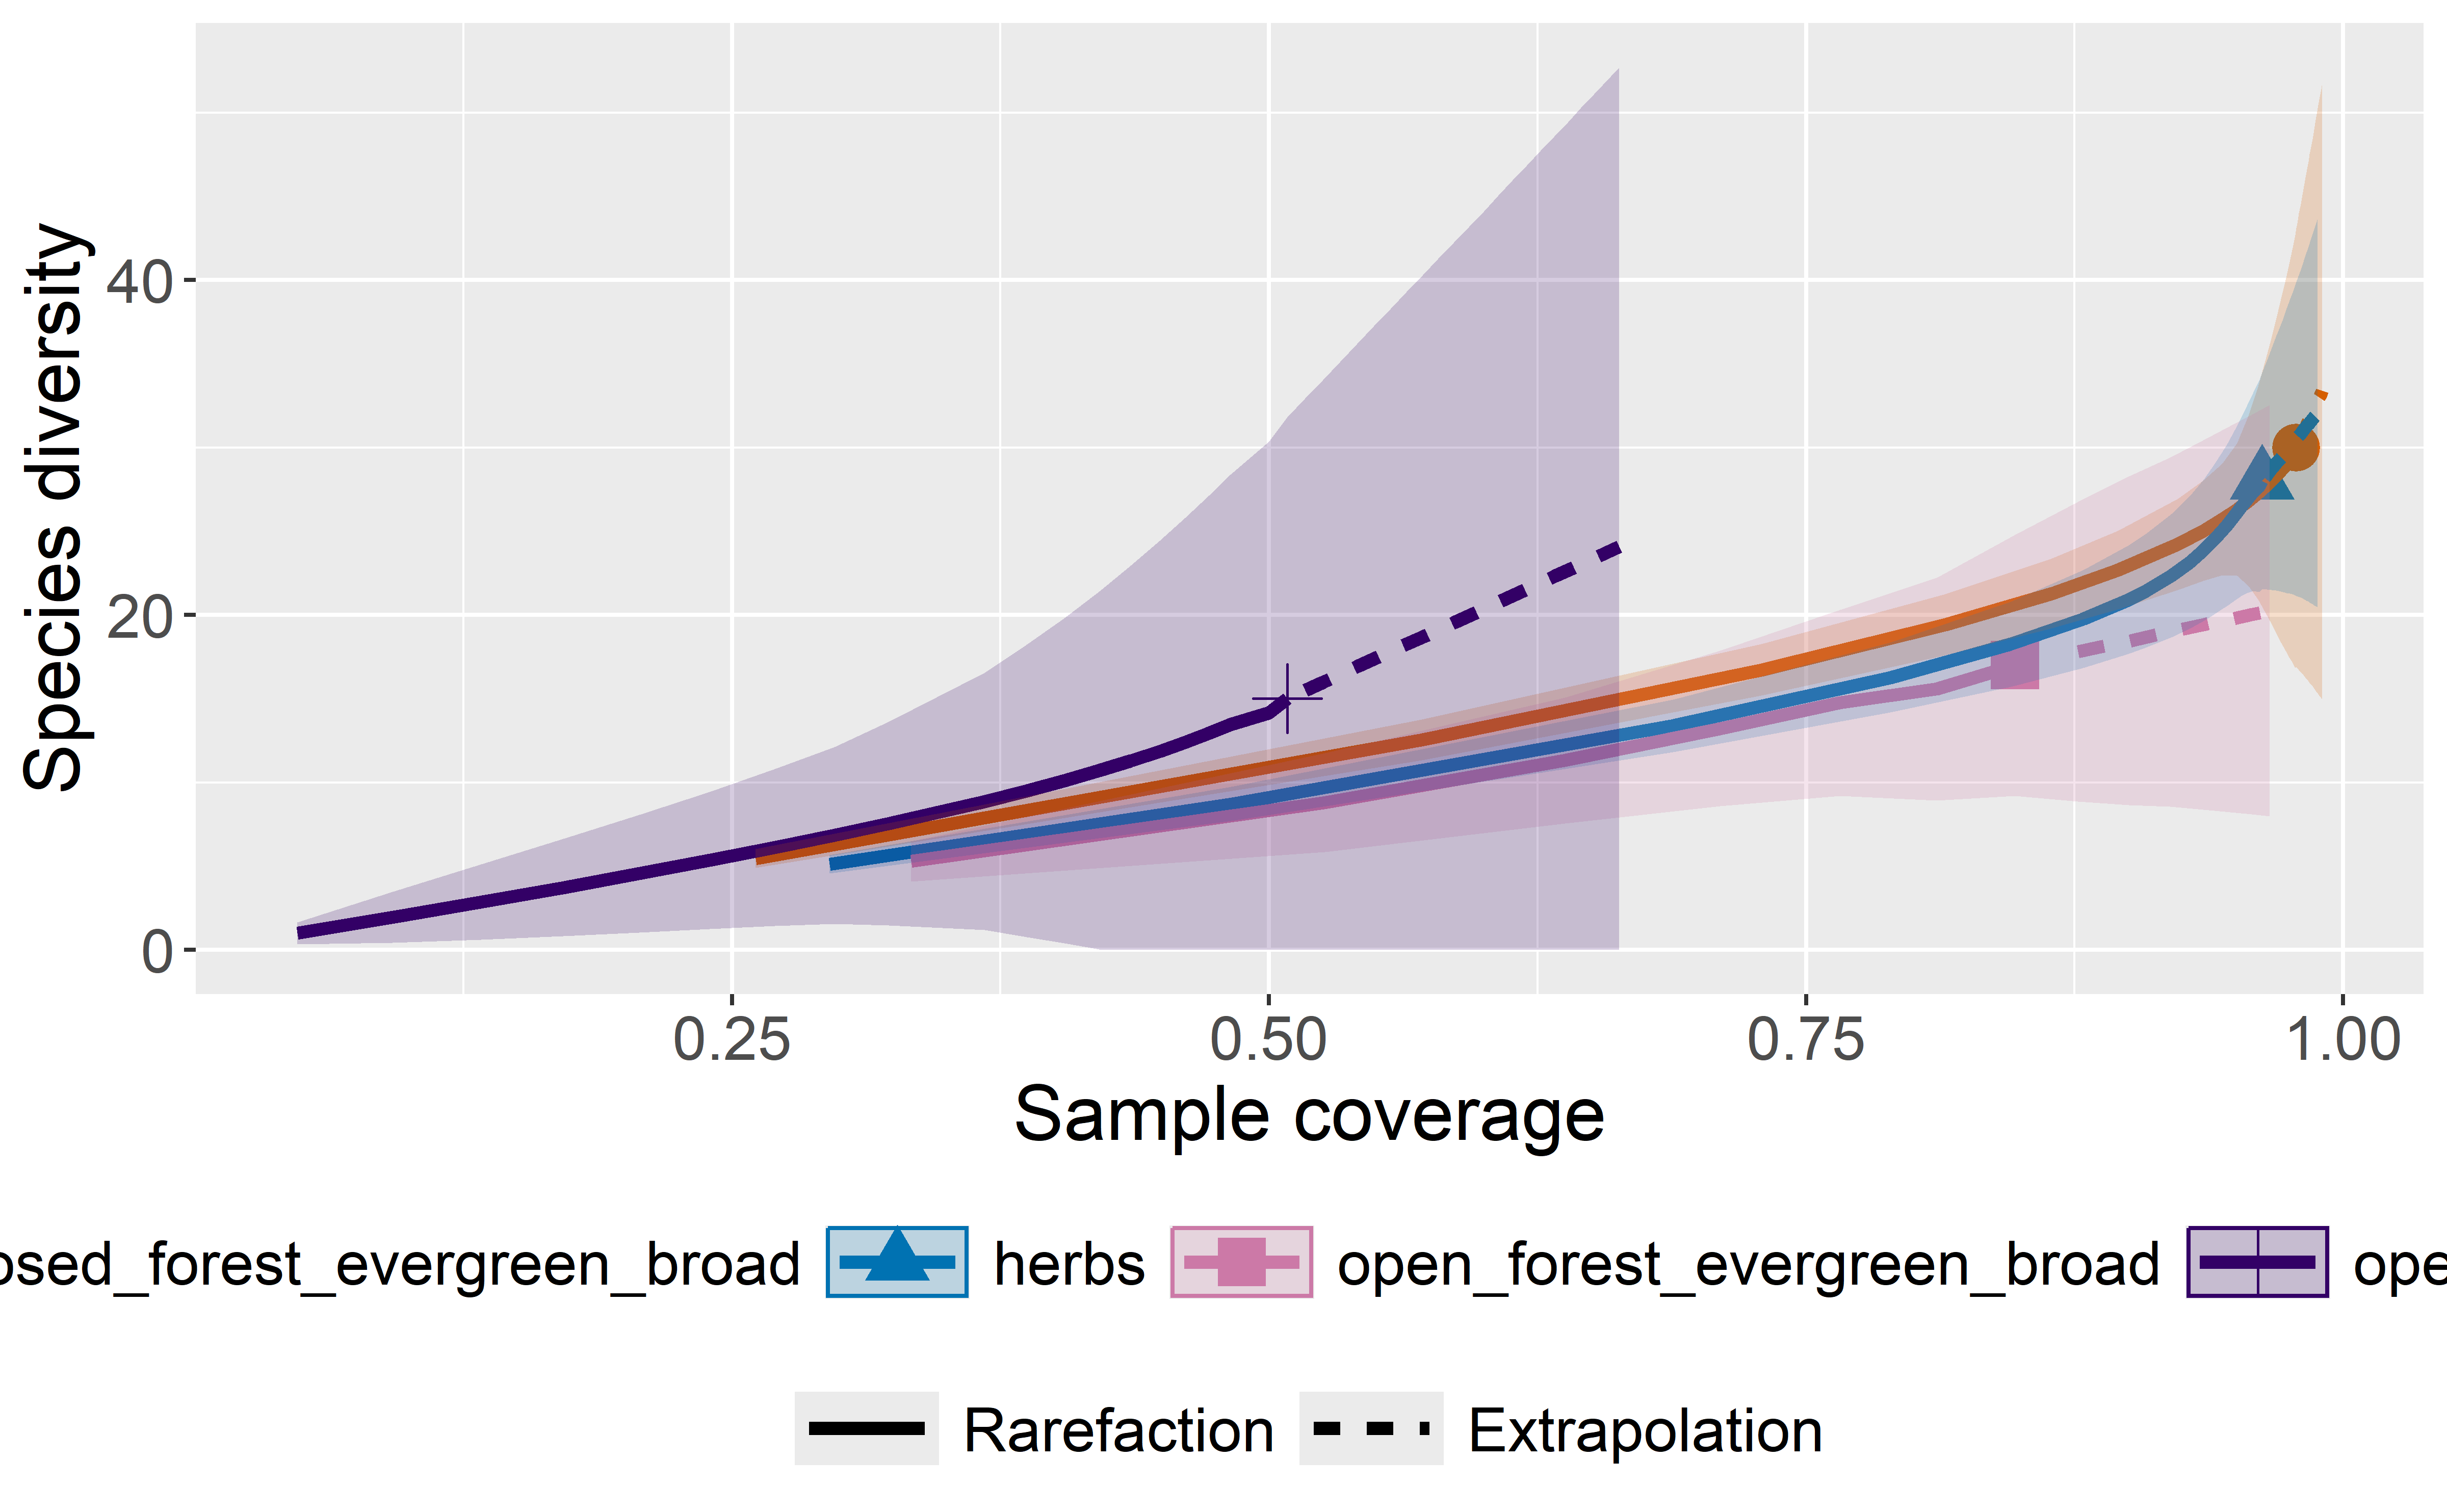 Species diversity
40
20
0
0.25 0.50 0.75 1.00
Sample coverage
osed_forest_evergreen_broad herbs open_forest_evergreen_broad ope
Rarefaction Extrapolation